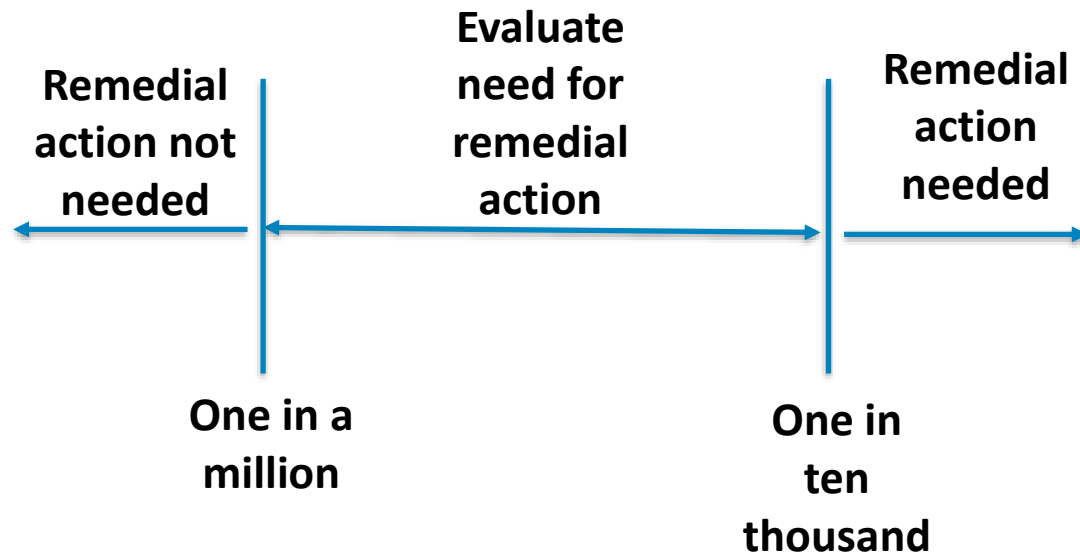 Remedial
action not
needed
Evaluate
need for
remedial
action
Remedial
action
needed
One in a
million
One in
ten
thousand